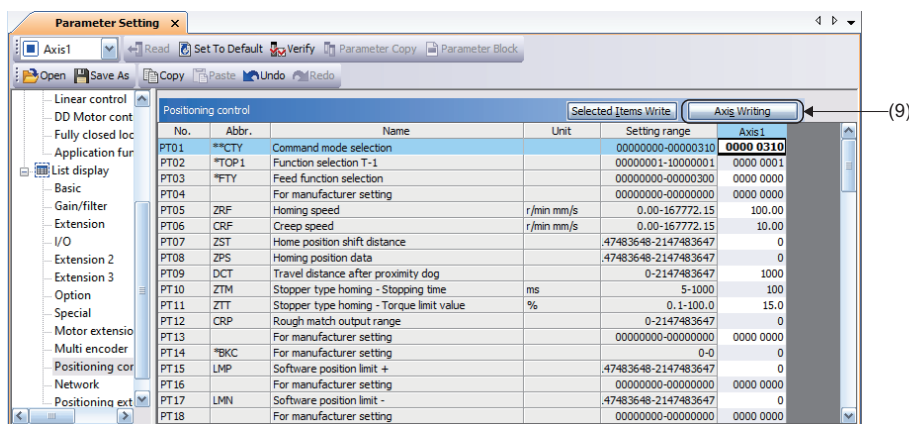 Parameter Setting ×
Axis1 Read Set To Default Verify Parameter Copy Parameter Block
Open Save As Copy Paste Undo Redo
Linear control
DD Motor cont
Fully closed loc
Application fun
List display
Basic
Gain/filter
Extension
I/O
Extension 2
Extension 3
Option
Special
Motor extensio
Multi encoder
Positioning cor
Network
Positioning ext
Positioning control Selected Items Write Axis Writing (9)
No. Abbr. Name Unit Setting range Axis1
PT01 **CTY Command mode selection 00000000-00000310 0000 0310
PT02 *TOP1 Function selection T-1 00000001-10000001 0000 0001
PT03 *FTY Feed function selection 00000000-00000300 0000 0000
PT04 For manufacturer setting 00000000-00000000 0000 0000
PT05 ZRF Homing speed r/min mm/s 0.00-167772.15 100.00
PT06 CRF Creep speed r/min mm/s 0.00-167772.15 10.00
PT07 ZST Home position shift distance .47483648-2147483647 0
PT08 ZPS Homing position data .47483648-2147483647 0
PT09 DCT Travel distance after proximity dog 0-2147483647 1000
PT10 ZTM Stopper type homing - Stopping time ms 5-1000 100
PT11 ZTT Stopper type homing - Torque limit value % 0.1-100.0 15.0
PT12 CRP Rough match output range 0-2147483647 0
PT13 For manufacturer setting 00000000-00000000 0000 0000
PT14 *BKC For manufacturer setting 0-0 0
PT15 LMP Software position limit + .47483648-2147483647 0
PT16 For manufacturer setting 00000000-00000000 0000 0000
PT17 LMN Software position limit - .47483648-2147483647 0
PT18 For manufacturer setting 00000000-00000000 0000 0000